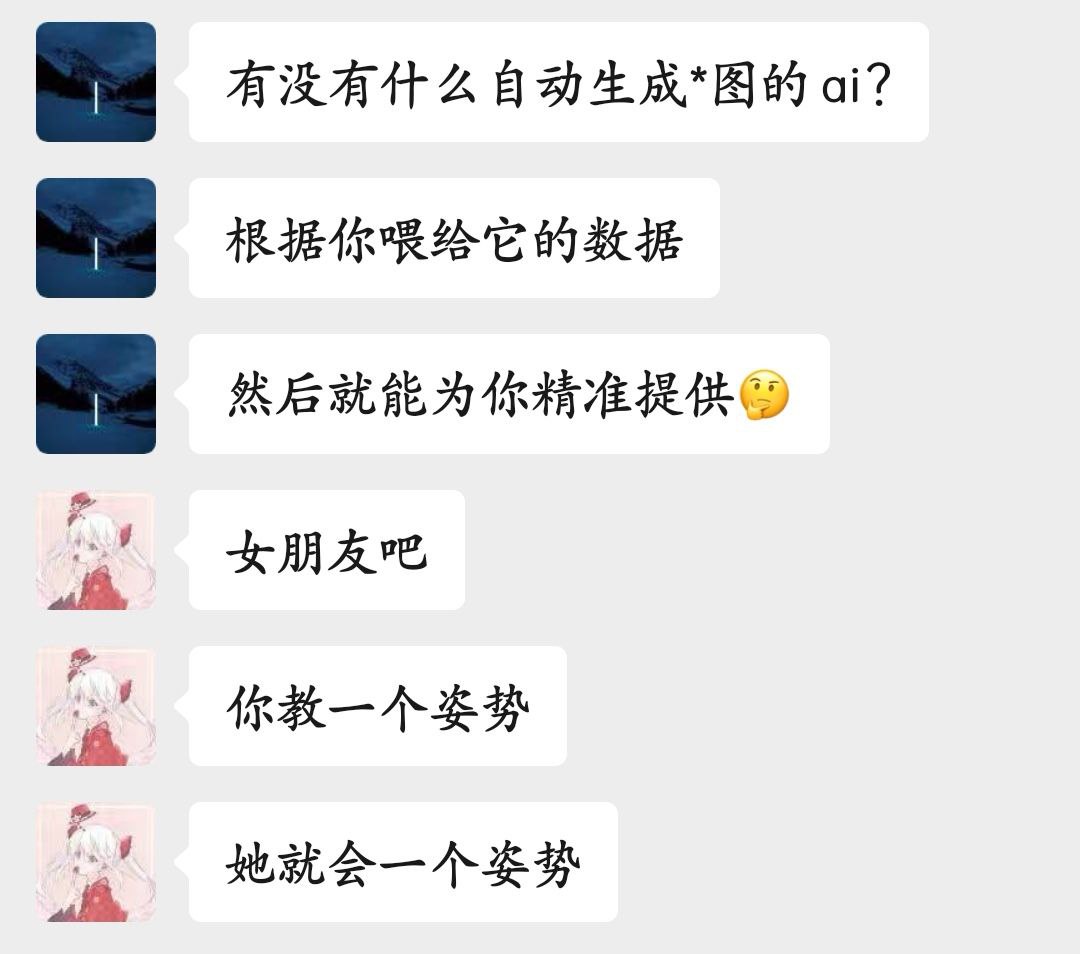 有没有什么自动生成*图的 ai？
根据你喂给它的数据
然后就能为你精准提供🤔
女朋友吧
你教一个姿势
她就会一个姿势